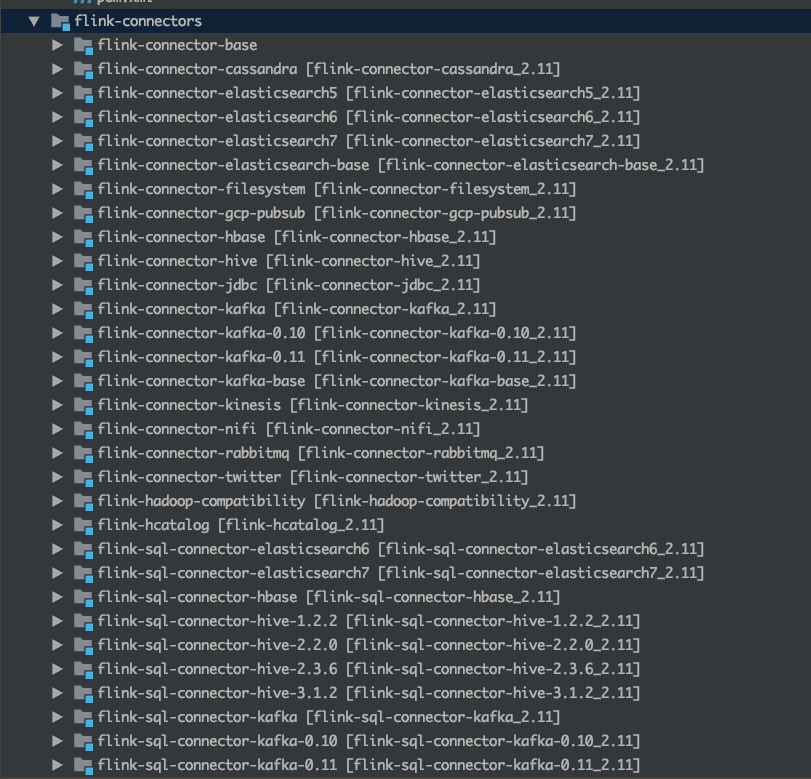 pom.xml
flink-connectors
flink-connector-base
flink-connector-cassandra [flink-connector-cassandra_2.11]
flink-connector-elasticsearch5 [flink-connector-elasticsearch5_2.11]
flink-connector-elasticsearch6 [flink-connector-elasticsearch6_2.11]
flink-connector-elasticsearch7 [flink-connector-elasticsearch7_2.11]
flink-connector-elasticsearch-base [flink-connector-elasticsearch-base_2.11]
flink-connector-filesystem [flink-connector-filesystem_2.11]
flink-connector-gcp-pubsub [flink-connector-gcp-pubsub_2.11]
flink-connector-hbase [flink-connector-hbase_2.11]
flink-connector-hive [flink-connector-hive_2.11]
flink-connector-jdbc [flink-connector-jdbc_2.11]
flink-connector-kafka [flink-connector-kafka_2.11]
flink-connector-kafka-0.10 [flink-connector-kafka-0.10_2.11]
flink-connector-kafka-0.11 [flink-connector-kafka-0.11_2.11]
flink-connector-kafka-base [flink-connector-kafka-base_2.11]
flink-connector-kinesis [flink-connector-kinesis_2.11]
flink-connector-nifi [flink-connector-nifi_2.11]
flink-connector-rabbitmq [flink-connector-rabbitmq_2.11]
flink-connector-twitter [flink-connector-twitter_2.11]
flink-hadoop-compatibility [flink-hadoop-compatibility_2.11]
flink-hcatalog [flink-hcatalog_2.11]
flink-sql-connector-elasticsearch6 [flink-sql-connector-elasticsearch6_2.11]
flink-sql-connector-elasticsearch7 [flink-sql-connector-elasticsearch7_2.11]
flink-sql-connector-hbase [flink-sql-connector-hbase_2.11]
flink-sql-connector-hive-1.2.2 [flink-sql-connector-hive-1.2.2_2.11]
flink-sql-connector-hive-2.2.0 [flink-sql-connector-hive-2.2.0_2.11]
flink-sql-connector-hive-2.3.6 [flink-sql-connector-hive-2.3.6_2.11]
flink-sql-connector-hive-3.1.2 [flink-sql-connector-hive-3.1.2_2.11]
flink-sql-connector-kafka [flink-sql-connector-kafka_2.11]
flink-sql-connector-kafka-0.10 [flink-sql-connector-kafka-0.10_2.11]
flink-sql-connector-kafka-0.11 [flink-sql-connector-kafka-0.11_2.11]